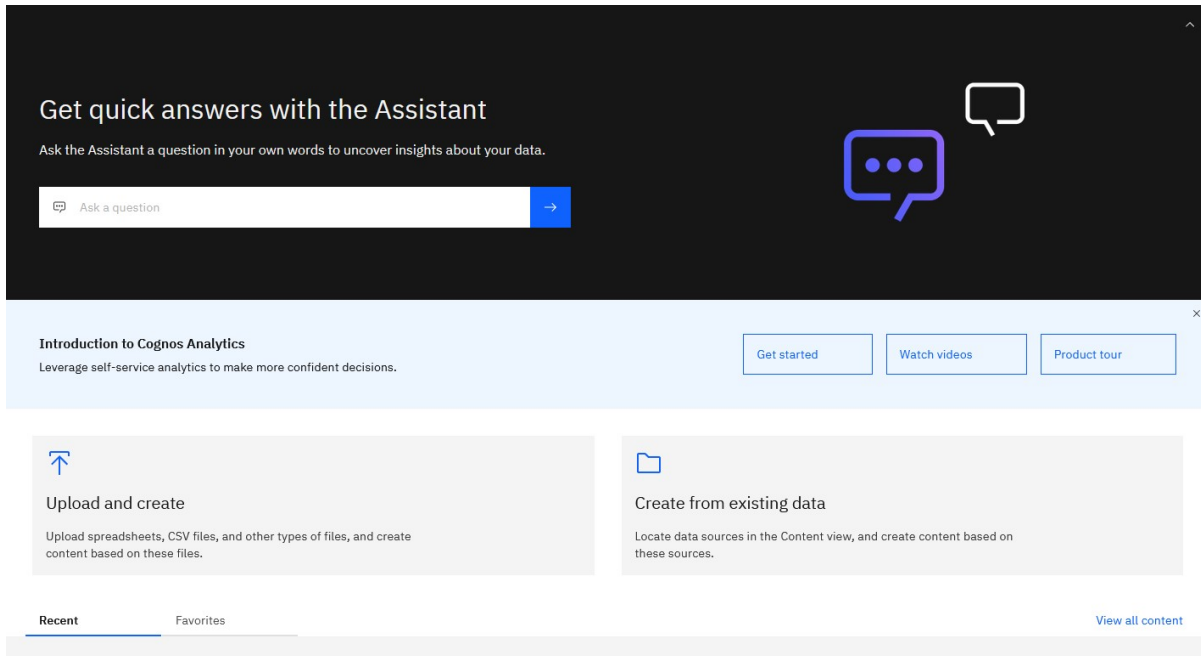 Get quick answers with the Assistant
Ask the Assistant a question in your own words to uncover insights about your data.
Ask a question
Introduction to Cognos Analytics
Leverage self-service analytics to make more confident decisions.
Get started
Watch videos
Product tour
Upload and create
Upload spreadsheets, CSV files, and other types of files, and create
content based on these files.
Create from existing data
Locate data sources in the Content view, and create content based on
these sources.
Recent
Favorites
View all content